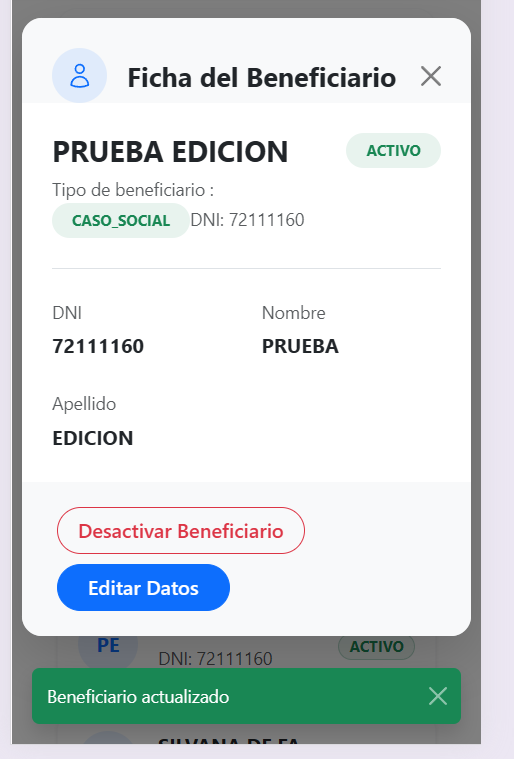 Ficha del Beneficiario
PRUEBA EDICION
ACTIVO
Tipo de beneficiario :
CASO_SOCIAL DNI: 72111160
DNI
Nombre
72111160
PRUEBA
Apellido
EDICION
Desactivar Beneficiario
Editar Datos
PE
DNI: 72111160
ACTIVO
Beneficiario actualizado
SILVANA DE FA